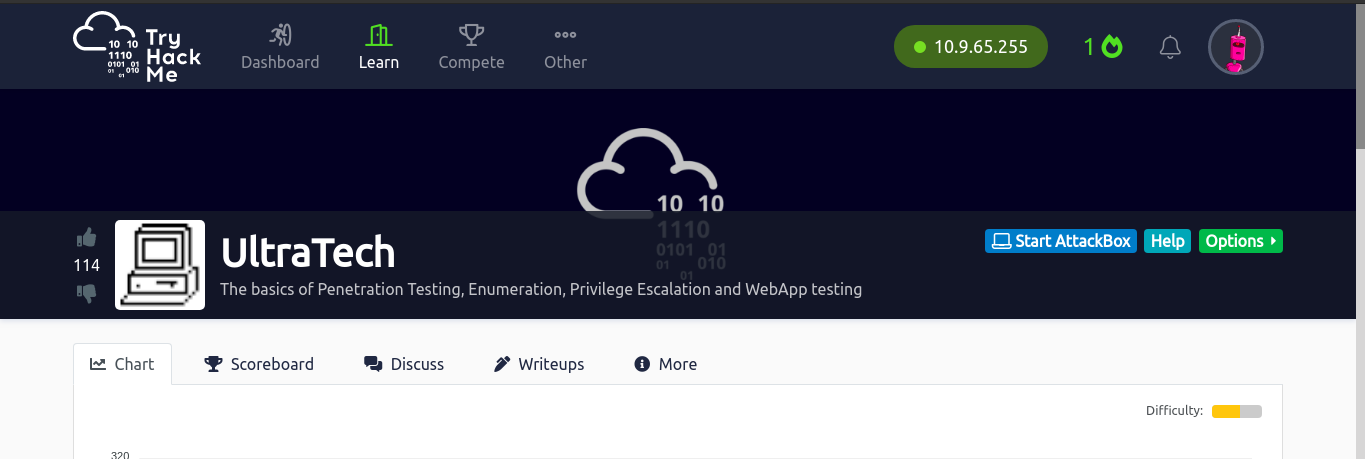 10 10
1110
0101 01
01 010
01
Try
Hack
Me
Dashboard
Learn
Compete
Other
10.9.65.255
1
10 10
1110
0101 01
01 010
01
114
UltraTech
The basics of Penetration Testing, Enumeration, Privilege Escalation and WebApp testing
Start AttackBox
Help
Options
Chart
Scoreboard
Discuss
Writeups
More
Difficulty:
320